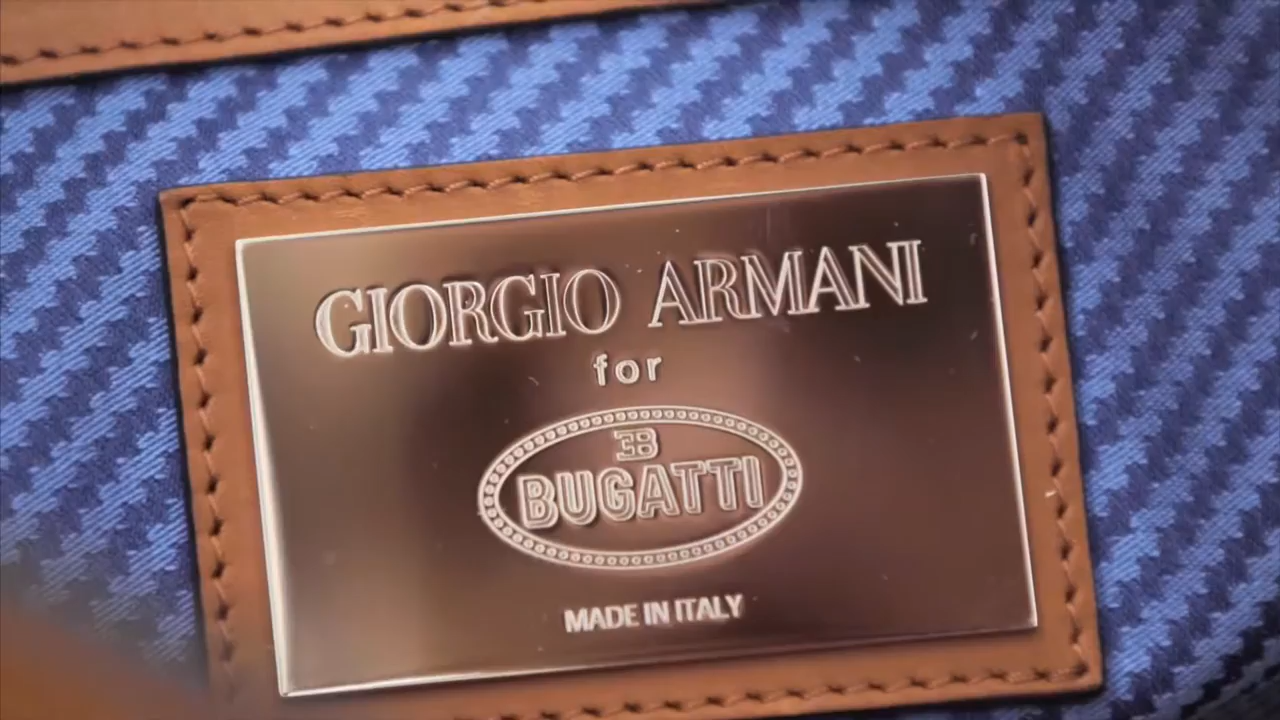 GIORGIO ARMANI
for
EB
BUGATTI
MADE IN ITALY